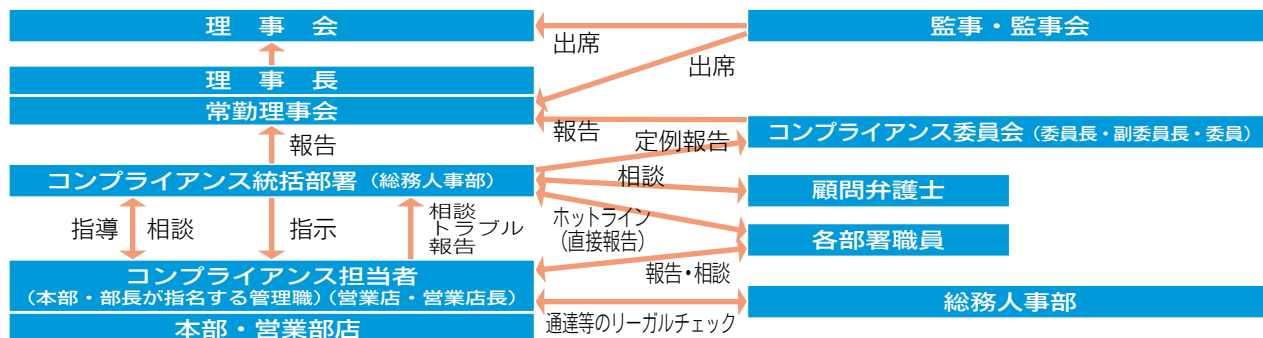 理事会
監事・監事会
出席
出席
理事長
常勤理事会
報告
報告
定例報告
コンプライアンス委員会(委員長・副委員長・委員)
コンプライアンス統括部署(総務人事部)
相談
顧問弁護士
指導
相談
指示
相談
トラブル
報告
ホットライン
(直接報告)
各部署職員
コンプライアンス担当者
(本部・部長が指名する管理職)(営業店・営業店長)
報告・相談
総務人事部
通達等のリーガルチェック
本部・営業部店